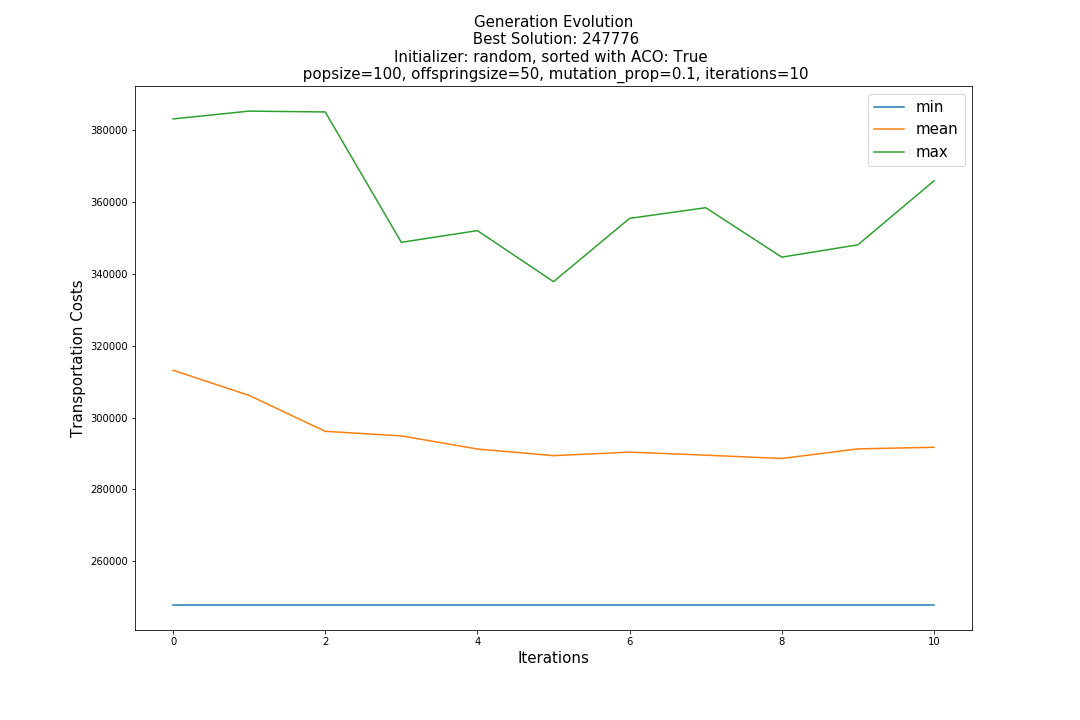 Generation Evolution
Best Solution: 247776
Initializer: random, sorted with ACO: True
popsize=100, offspringsize=50, mutation_prop=0.1, iterations=10
min
mean
max
Transportation Costs
380000
360000
340000
320000
300000
280000
260000
0 2 4 6 8 10
Iterations